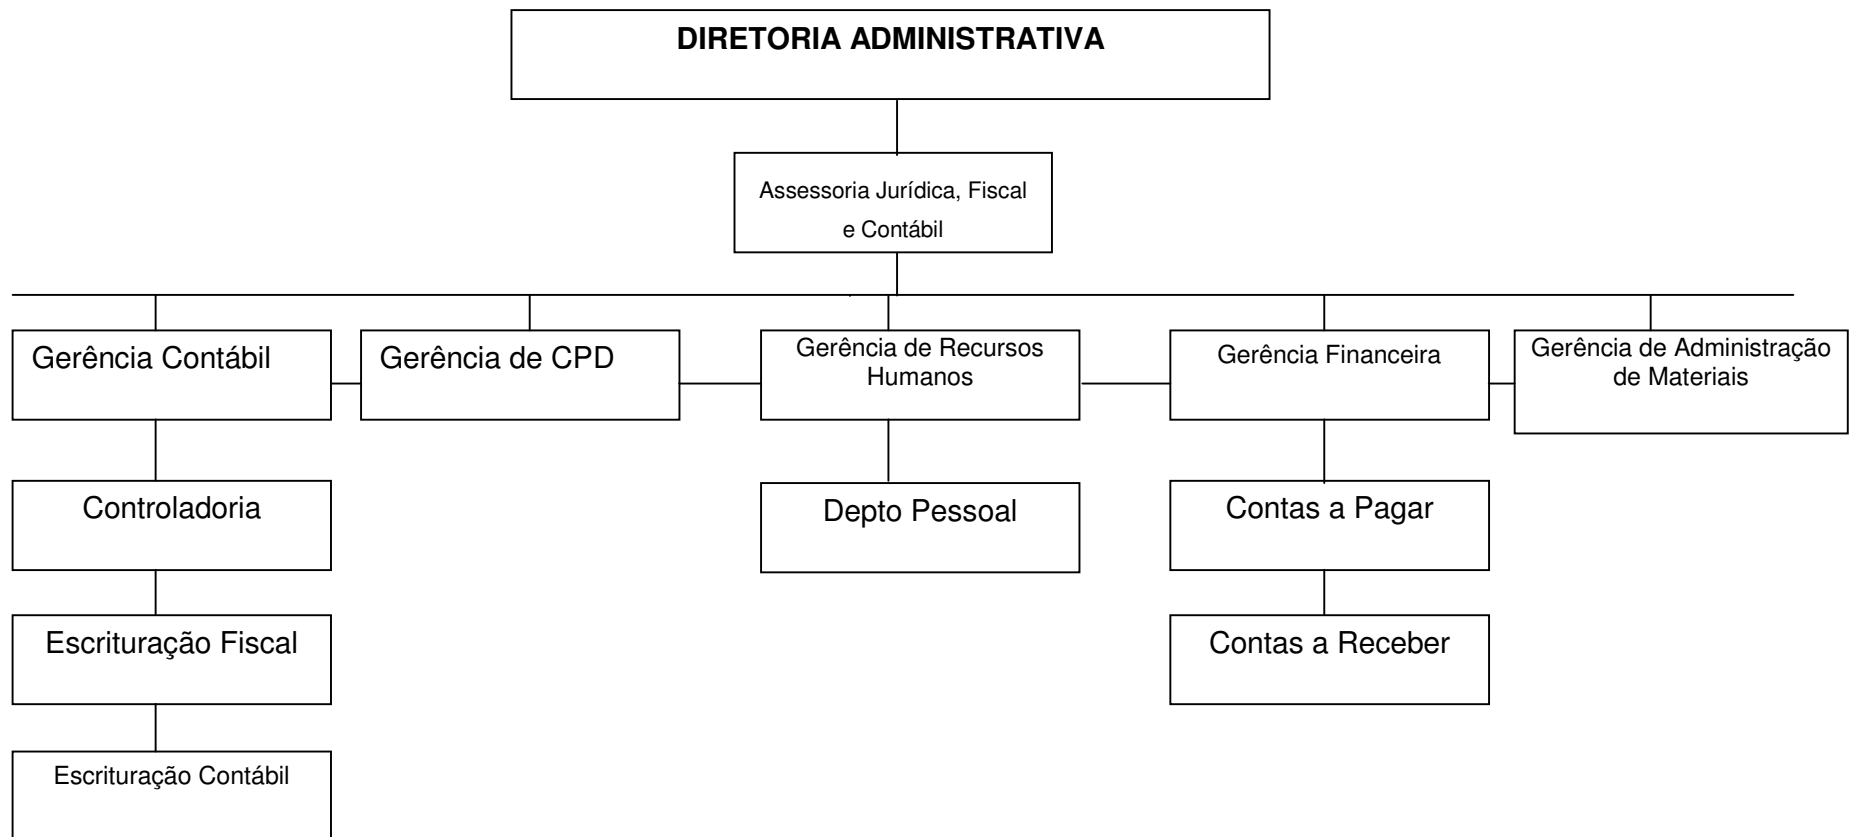 DIRETORIA ADMINISTRATIVA
Assessoria Jurídica, Fiscal
e Contábil
Gerência Contábil
Gerência de CPD
Gerência de Recursos
Humanos
Gerência Financeira
Gerência de Administração
de Materiais
Controladoria
Depto Pessoal
Contas a Pagar
Escrituração Fiscal
Contas a Receber
Escrituração Contábil